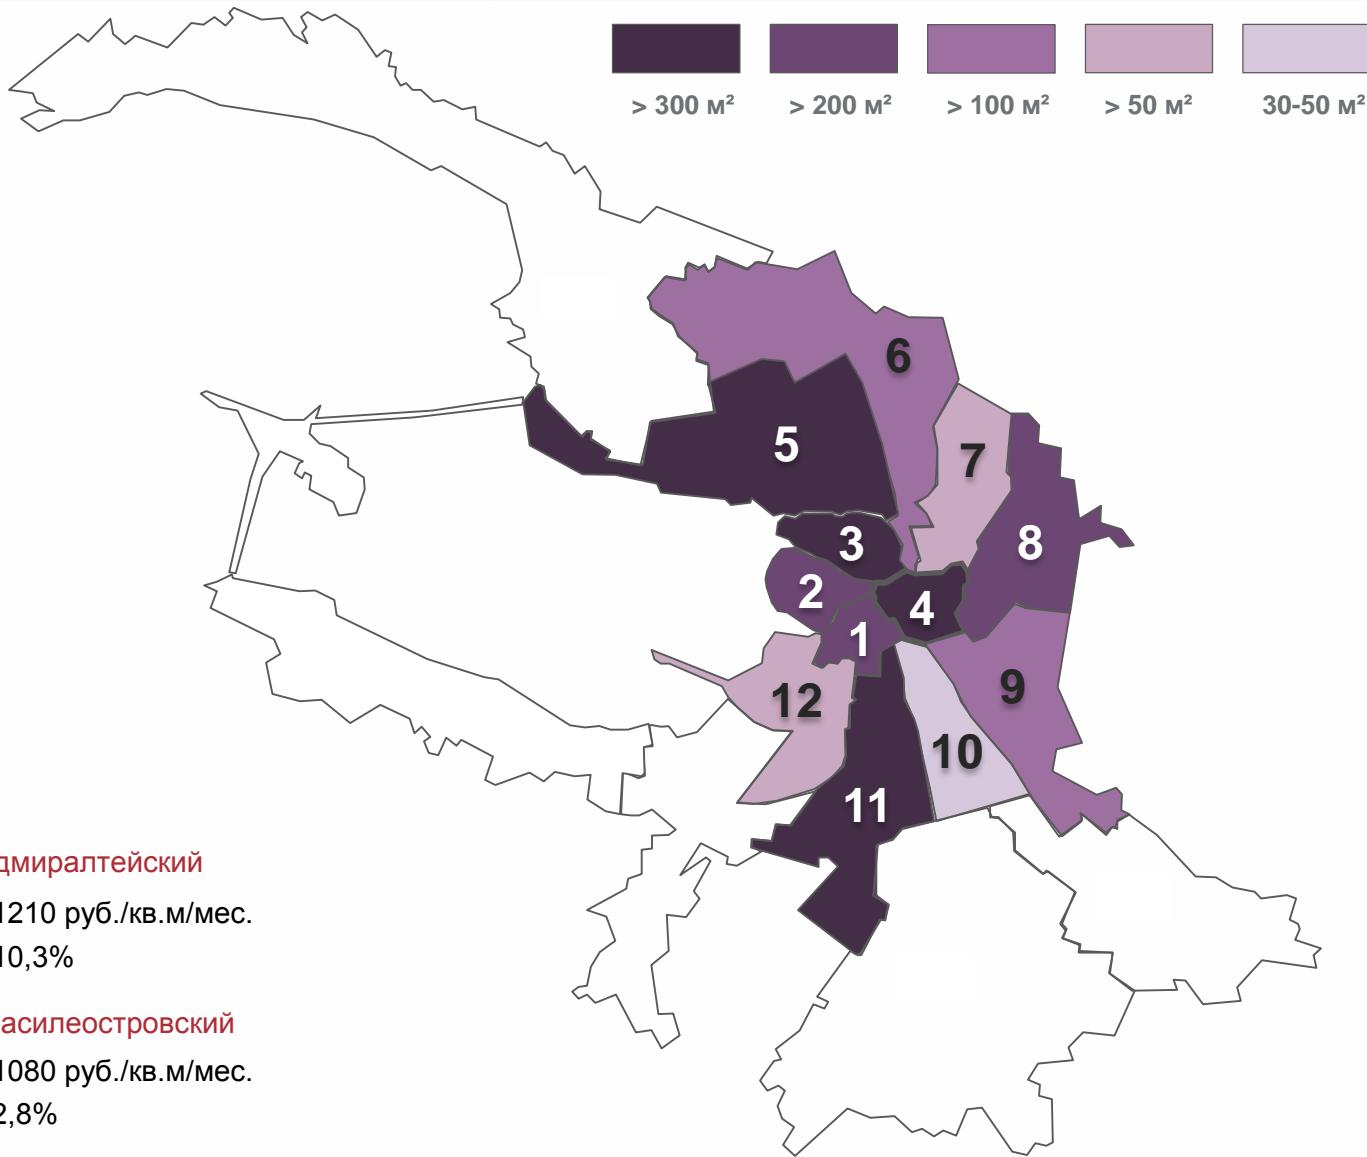 > 300 м² > 200 м² > 100 м² > 50 м² 30-50 м²
6
5
7
3
8
2
4
1
12
9
10
11
дмиралтейский
1210 руб./кв.м/мес.
10,3%
асилеостровский
1080 руб./кв.м/мес.
2,8%